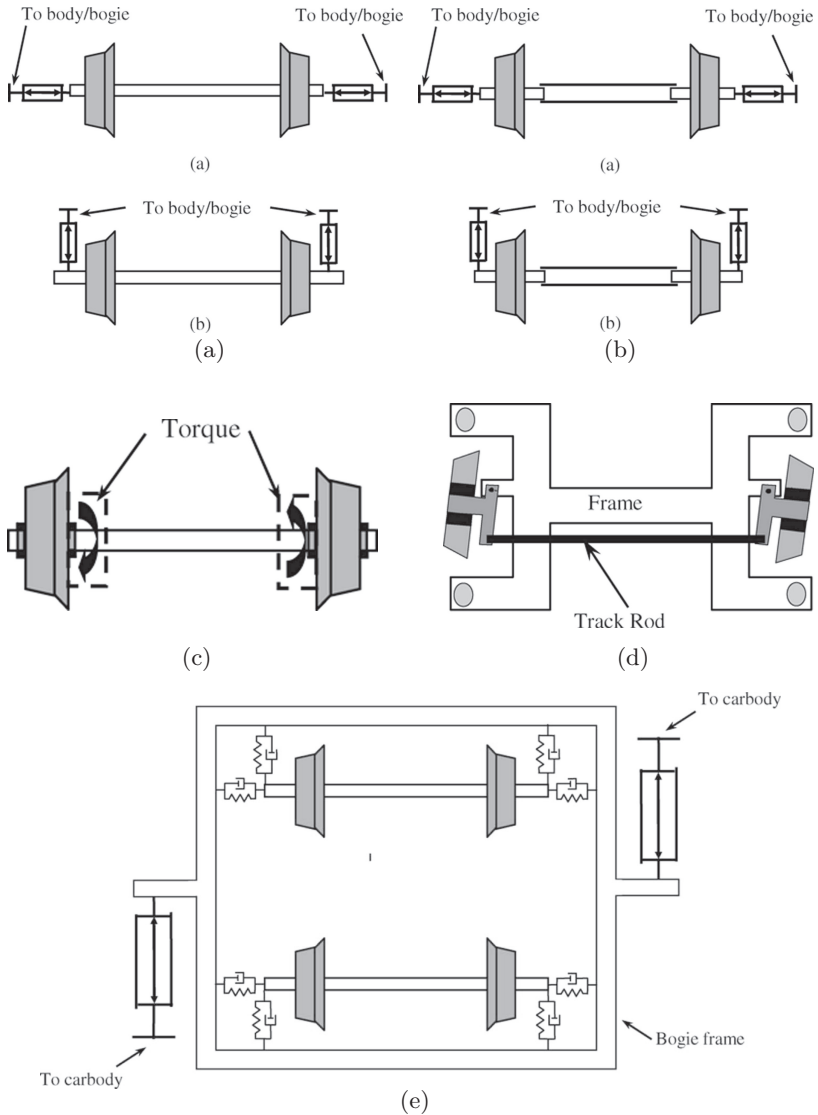 To body/bogie
To body/bogie
(a)
To body/bogie
(b)
(a)
To body/bogie
To body/bogie
(a)
To body/bogie
(b)
(b)
Torque
(c)
Frame
Track Rod
(d)
To carbody
To carbody
Bogie frame
(e)